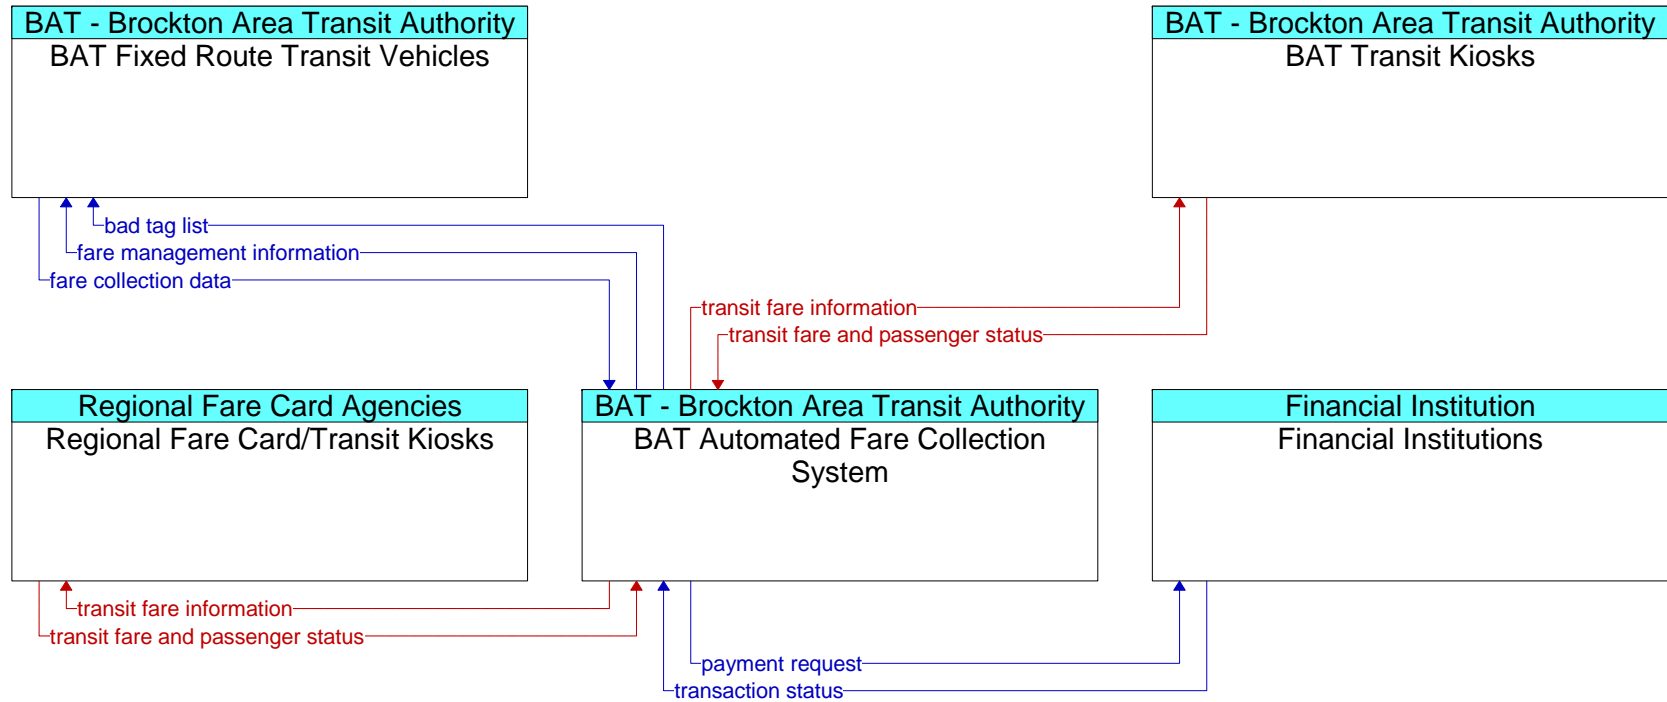 BAT - Brockton Area Transit Authority
BAT Fixed Route Transit Vehicles
BAT - Brockton Area Transit Authority
BAT Transit Kiosks
bad tag list
fare management information
fare collection data
transit fare information
transit fare and passenger status
Regional Fare Card Agencies
Regional Fare Card/Transit Kiosks
BAT - Brockton Area Transit Authority
BAT Automated Fare Collection
System
Financial Institution
Financial Institutions
transit fare information
transit fare and passenger status
payment request
transaction status